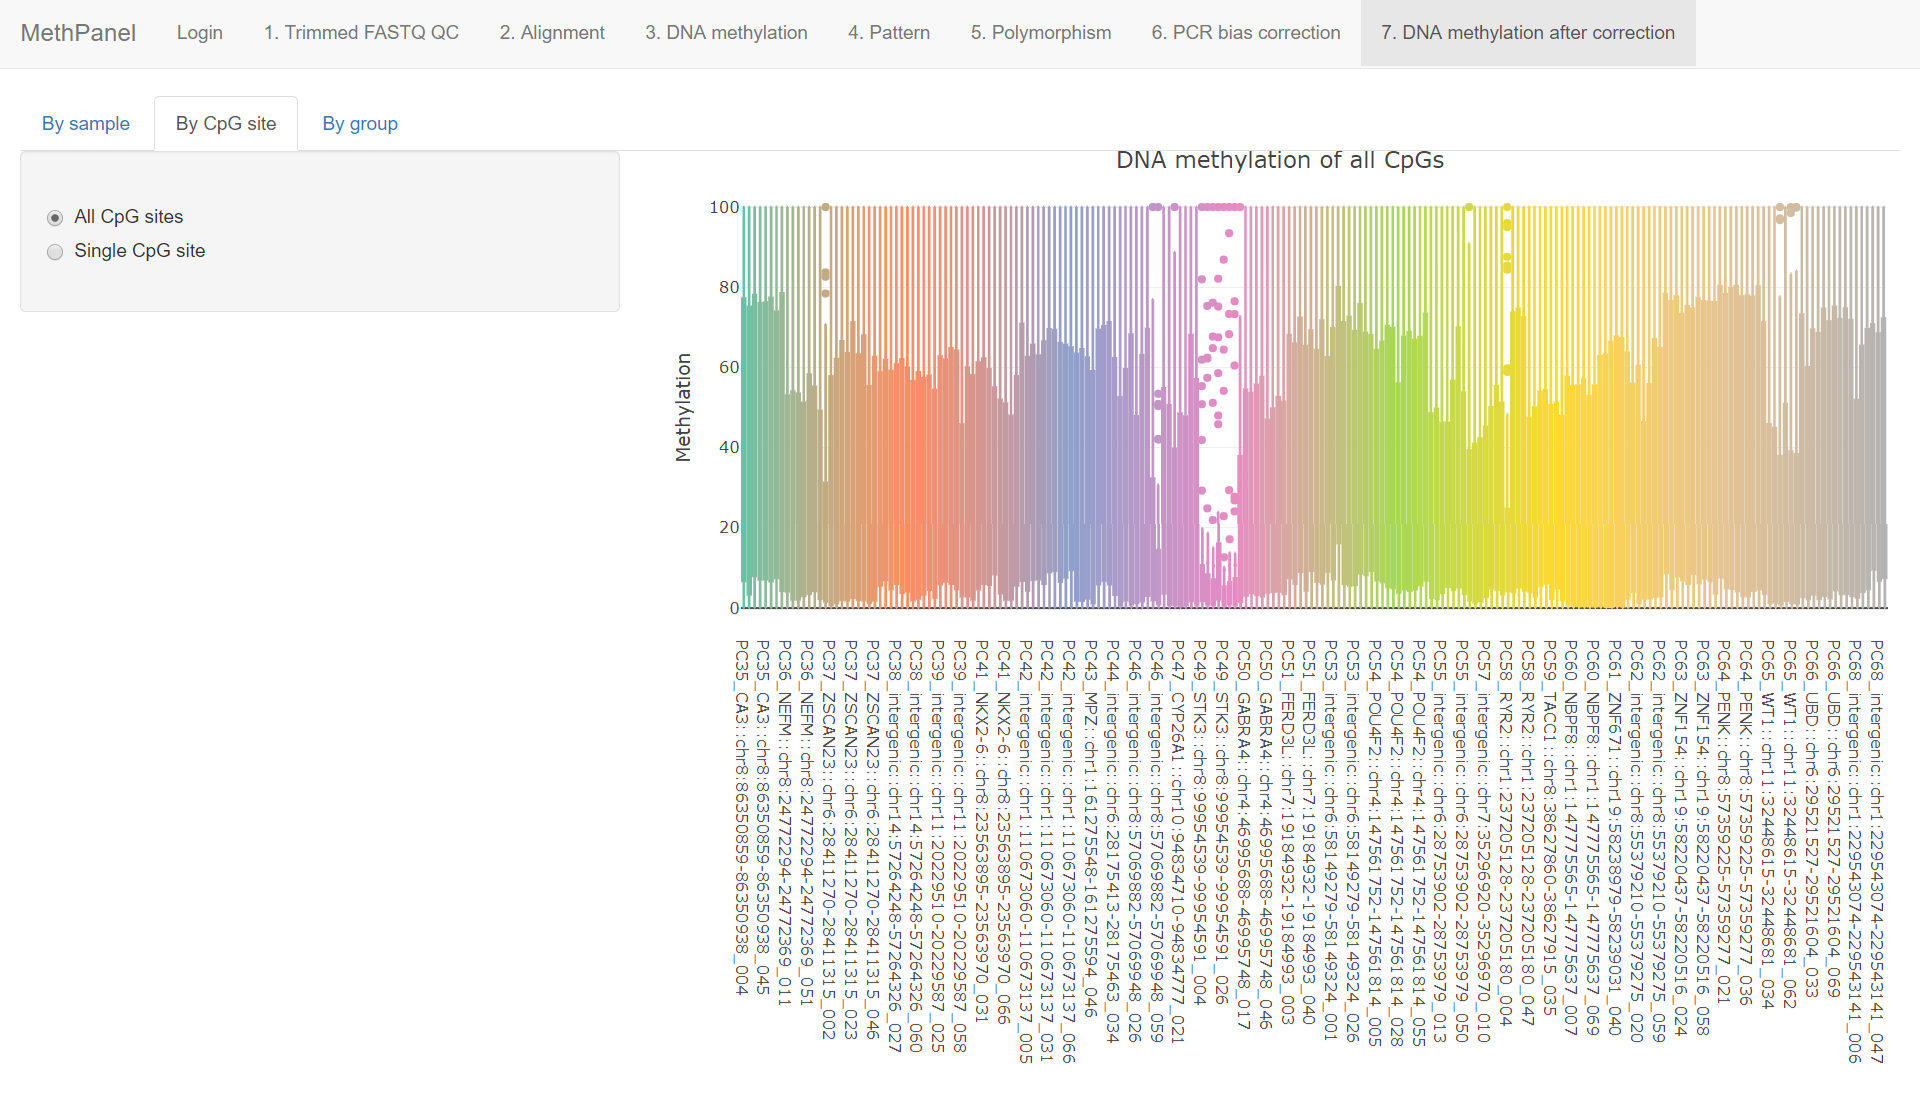 MethPanel Login 1. Trimmed FASTQ QC 2. Alignment 3. DNA methylation 4. Pattern 5. Polymorphism 6. PCR bias correction 7. DNA methylation after correction
By sample By CpG site By group
DNA methylation of all CpGs
All CpG sites
Single CpG site
Methylation
100
80
60
40
20
0
PC35_CA3::chr8:86350859-86350938_004
PC35_CA3::chr8:86350859-86350938_045
PC36_NEFM::chr8:24772294-24772369_011
PC36_NEFM::chr8:24772294-24772369_051
PC37_ZSCAN23::chr6:28411270-28411315_002
PC37_ZSCAN23::chr6:28411270-28411315_023
PC37_ZSCAN23::chr6:28411270-28411315_046
PC38_intergenic::chr14:57264248-57264326_027
PC38_intergenic::chr14:57264248-57264326_060
PC39_intergenic::chr11:20229510-20229587_025
PC39_intergenic::chr11:20229510-20229587_058
PC41_NKX2-6::chr8:23563895-23563970_031
PC41_NKX2-6::chr8:23563895-23563970_066
PC42_intergenic::chr1:110673060-110673137_005
PC42_intergenic::chr1:110673060-110673137_031
PC42_intergenic::chr1:110673060-110673137_066
PC43_MPZ::chr1:161275548-161275594_046
PC44_intergenic::chr6:28175413-28175463_034
PC46_intergenic::chr8:57069882-57069948_026
PC46_intergenic::chr8:57069882-57069948_059
PC47_CYP26A1::chr10:94834710-94834777_021
PC49_STK3::chr8:99954539-99954591_004
PC49_STK3::chr8:99954539-99954591_026
PC50_GABRA4::chr4:46995688-46995748_017
PC50_GABRA4::chr4:46995688-46995748_046
PC51_FERD3L::chr7:19184932-19184993_003
PC51_FERD3L::chr7:19184932-19184993_040
PC53_intergenic::chr6:58149279-58149324_001
PC53_intergenic::chr6:58149279-58149324_026
PC54_POU4F2::chr4:147561752-147561814_005
PC54_POU4F2::chr4:147561752-147561814_028
PC54_POU4F2::chr4:147561752-147561814_055
PC55_intergenic::chr6:28753902-28753979_013
PC55_intergenic::chr6:28753902-28753979_050
PC57_intergenic::chr7:35296920-35296970_010
PC58_RYR2::chr1:237205128-237205180_004
PC58_RYR2::chr1:237205128-237205180_047
PC59_TACC1::chr8:38627860-38627915_035
PC60_NBPF8::chr1:147775565-147775637_007
PC60_NBPF8::chr1:147775565-147775637_069
PC61_ZNF671::chr19:58238979-58239031_040
PC62_intergenic::chr8:55379210-55379275_020
PC62_intergenic::chr8:55379210-55379275_059
PC63_ZNF154::chr19:58220437-58220516_024
PC63_ZNF154::chr19:58220437-58220516_058
PC64_PENK::chr8:57359225-57359277_021
PC64_PENK::chr8:57359225-57359277_036
PC65_WT1::chr11:32448615-32448681_034
PC65_WT1::chr11:32448615-32448681_062
PC66_UBD::chr6:29521527-29521604_033
PC66_UBD::chr6:29521527-29521604_069
PC68_intergenic::chr1:229543074-229543141_006
PC68_intergenic::chr1:229543074-229543141_047